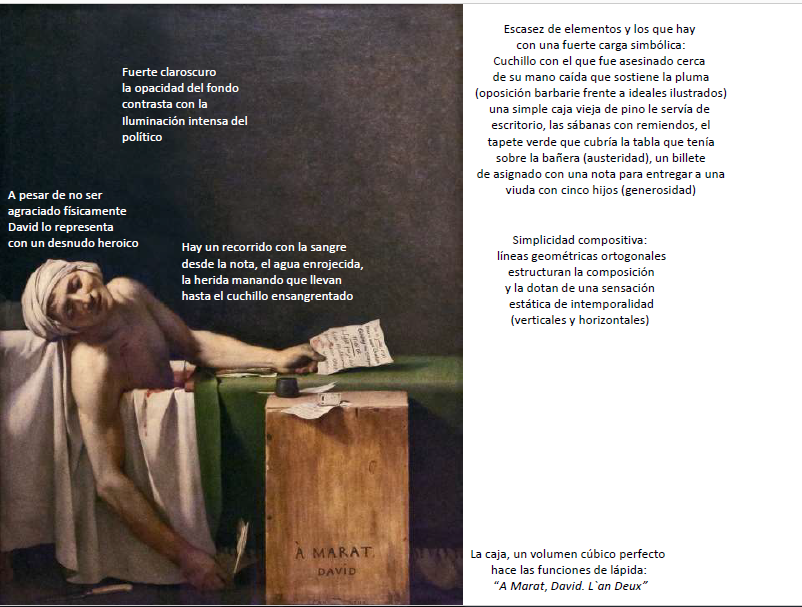 Fuerte claroscuro
la opacidad del fondo
contrasta con la
Iluminación intensa del
político
A pesar de no ser
agraciado físicamente
David lo representa
con un desnudo heroico
Hay un recorrido con la sangre
desde la nota, el agua enrojecida,
la herida manando que llevan
hasta el cuchillo ensangrentado
À MARAT,
DAVID
Escasez de elementos y los que hay
con una fuerte carga simbólica:
Cuchillo con el que fue asesinado cerca
de su mano caída que sostiene la pluma
(oposición barbarie frente a ideales ilustrados)
una simple caja vieja de pino le servía de
escritorio, las sábanas con remiendos, el
tapete verde que cubría la tabla que tenía
sobre la bañera (austeridad), un billete
de asignado con una nota para entregar a una
viuda con cinco hijos (generosidad)
Simplicidad compositiva:
líneas geométricas ortogonales
estructuran la composición
y la dotan de una sensación
estática de intemporalidad
(verticales y horizontales)
La caja, un volumen cúbico perfecto
hace las funciones de lápida:
“A Marat, David. L`an Deux”